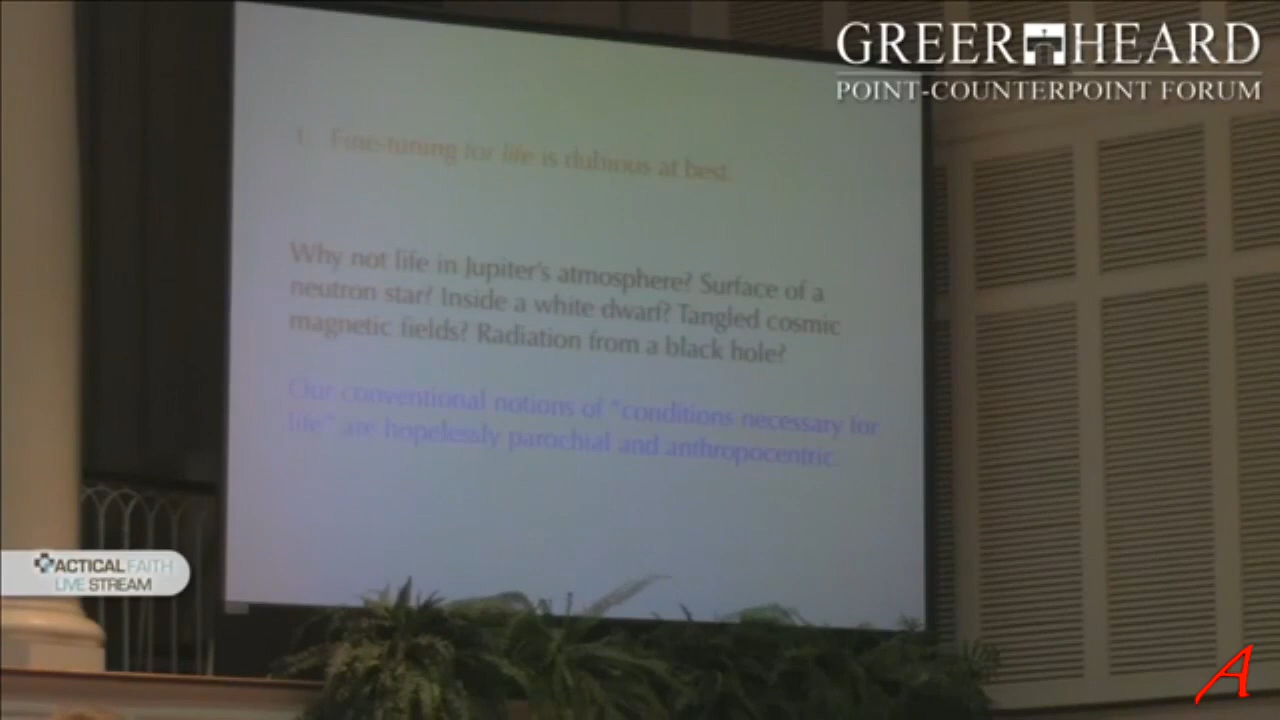 GREER HEARD
POINT-COUNTERPOINT FORUM
1. Fine-tuning for life is dubious at best.
Why not life in Jupiter's atmosphere? Surface of a
neutron star? Inside a white dwarf? Tangled cosmic
magnetic fields? Radiation from a black hole?
Our conventional notions of "conditions necessary for
life" are hopelessly parochial and anthropocentric.
TACTICAL FAITH
LIVE STREAM
A